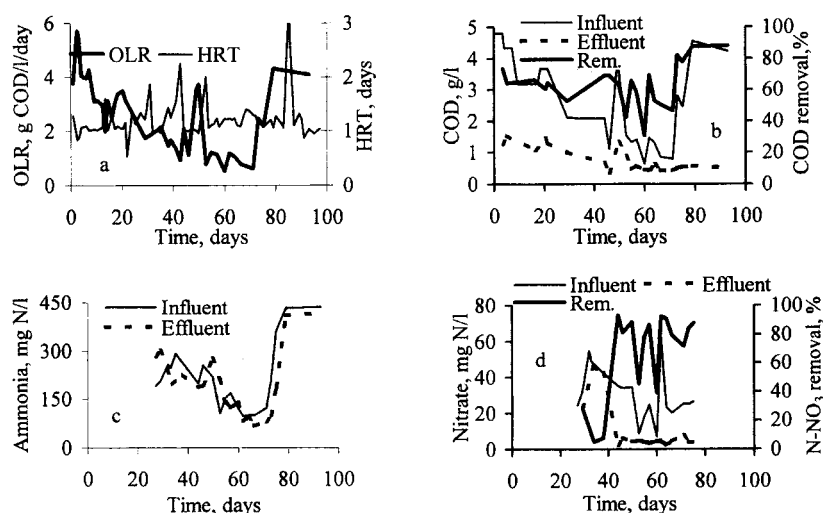 OLR, g COD/l/day
6
4
2
0
OLR
HRT
3
2
1
0
HRT, days
a
0 20 40 60 80 100
Time, days
COD, g/l
5
4
3
2
1
0
Influent
Effluent
Rem.
100
80
60
40
20
0
COD removal, %
b
0 20 40 60 80 100
Time, days
Ammonia, mg N/l
450
300
150
0
Influent
Effluent
c
0 20 40 60 80 100
Time, days
Nitrate, mg N/l
80
60
40
20
0
Influent
Effluent
Rem.
100
80
60
40
20
0
N-NO₃ removal, %
d
0 20 40 60 80 100
Time, days